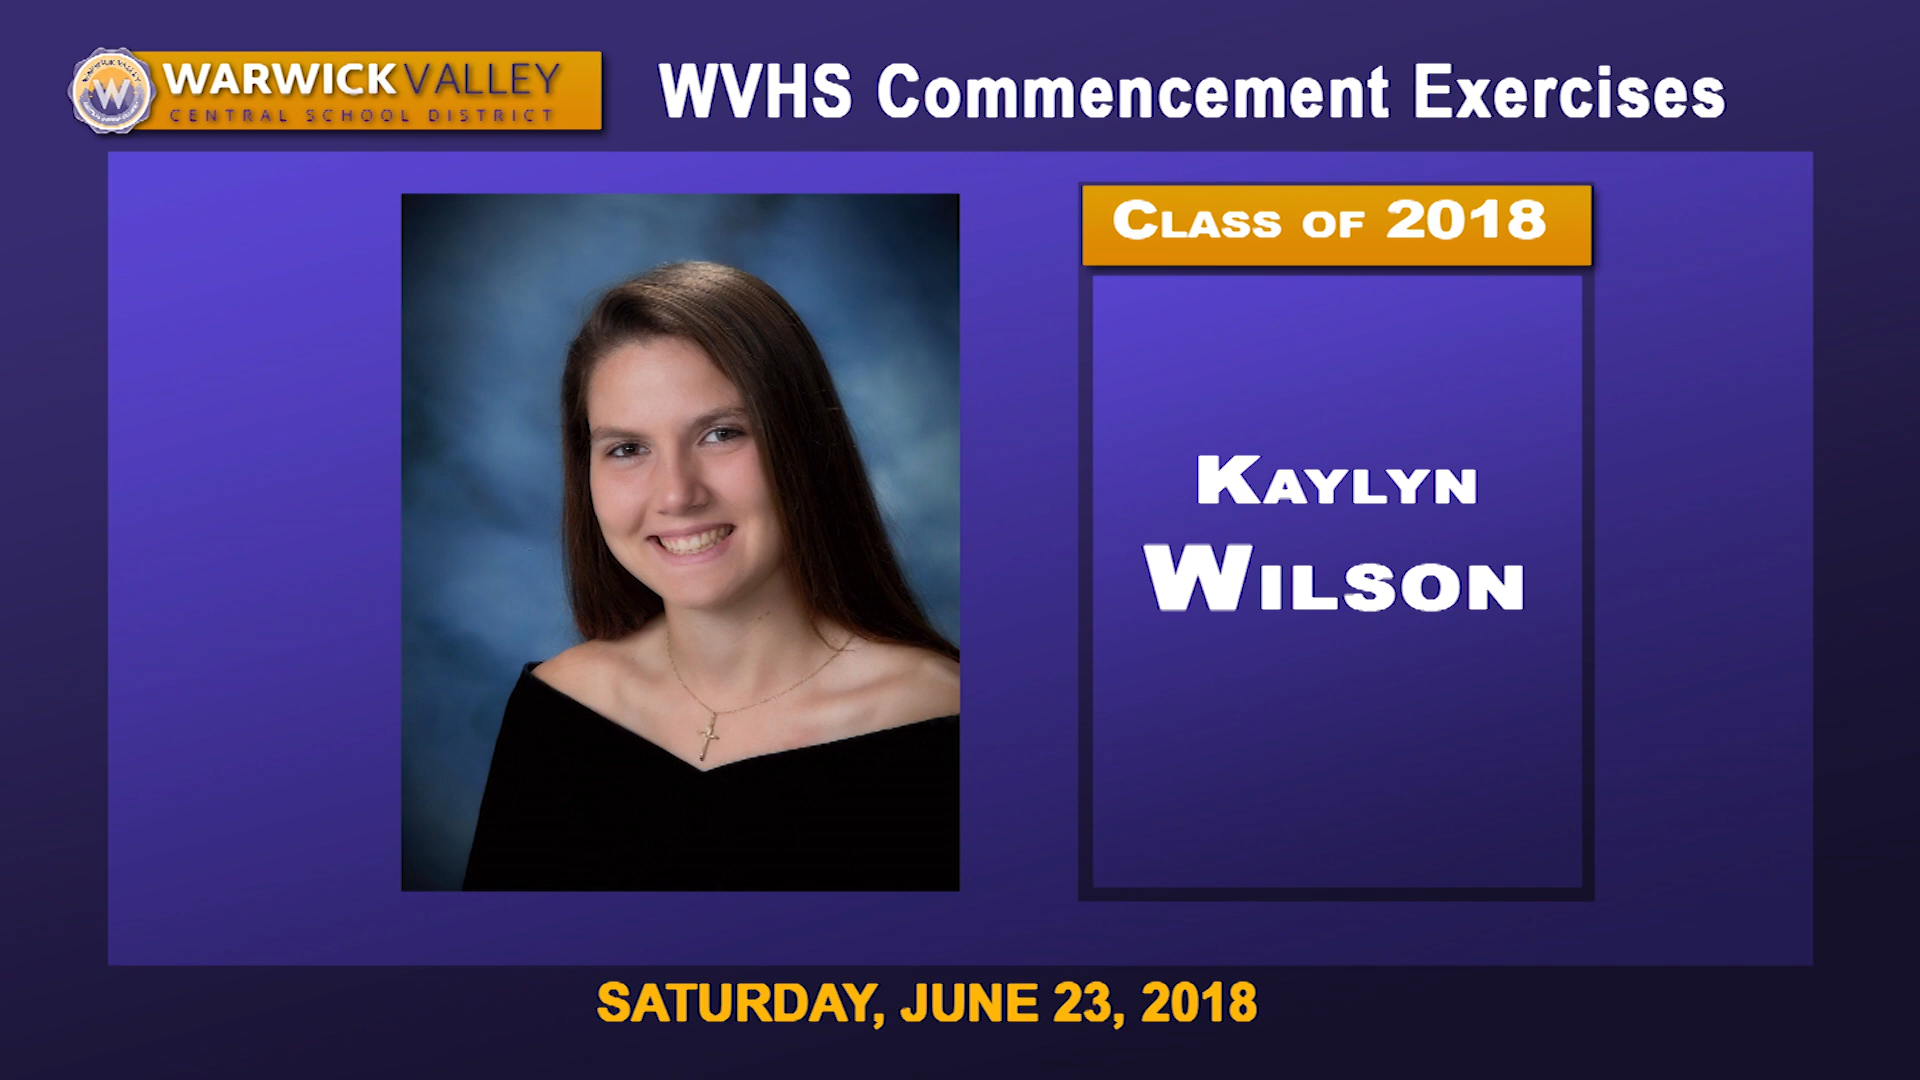 WARWICK VALLEY
CENTRAL SCHOOL DISTRICT
W
WVHS Commencement Exercises
CLASS OF 2018
KAYLYN
WILSON
SATURDAY, JUNE 23, 2018